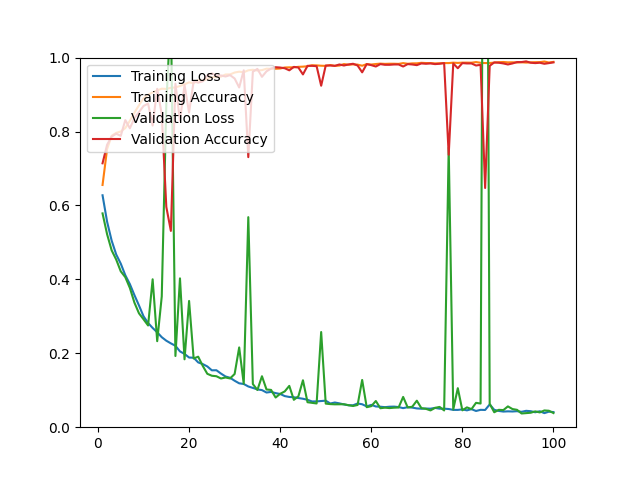 1.0
0.8
0.6
0.4
0.2
0.0
Training Loss
Training Accuracy
Validation Loss
Validation Accuracy
0 20 40 60 80 100